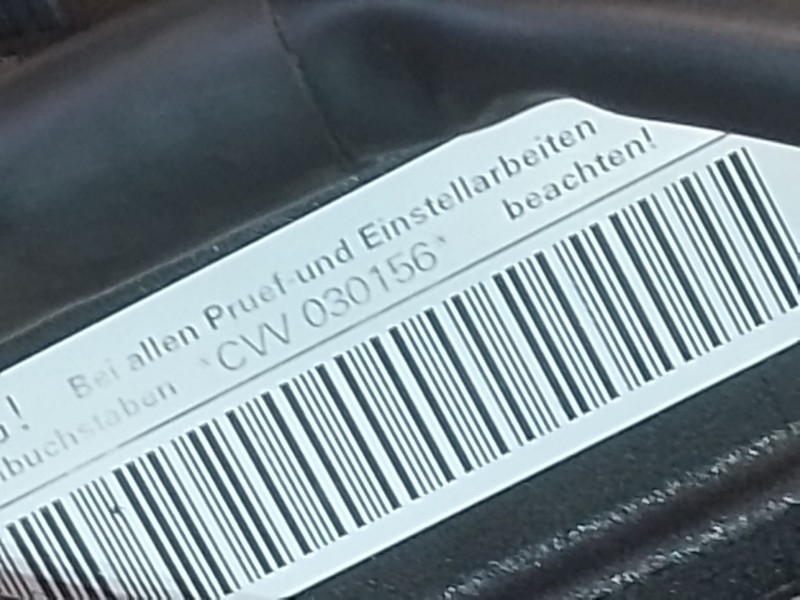 ! Bei allen Pruef-und Einstellarbeiten
buchstaben *CVV 030156* beachten!